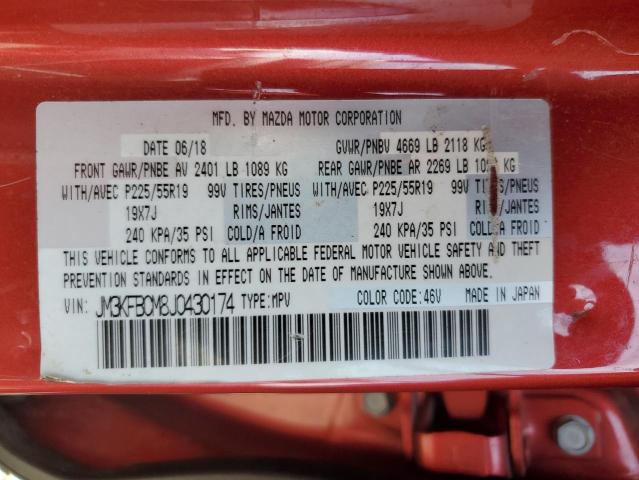 MFD. BY MAZDA MOTOR CORPORATION
DATE 06/18 GVWR/PNBV 4669 LB 2118 KG
FRONT GAWR/PNBE AV 2401 LB 1089 KG REAR GAWR/PNBE AR 2269 LB KG
WITH/AVEC P225/55R19 99V TIRES/PNEUS WITH/AVEC P225/55R19 99V TIRES/PNEUS
19X7J RIMS/JANTES 19X7J RIMS/JANTES
240 KPA/35 PSI COLD/A FROID 240 KPA/35 PSI COLD/A FROID
THIS VEHICLE CONFORMS TO ALL APPLICABLE FEDERAL MOTOR VEHICLE SAFETY AND THEFT
PREVENTION STANDARDS IN EFFECT ON THE DATE OF MANUFACTURE SHOWN ABOVE.
VIN: JM3KFBCM8J0430174 TYPE:MPV COLOR CODE:46V MADE IN JAPAN